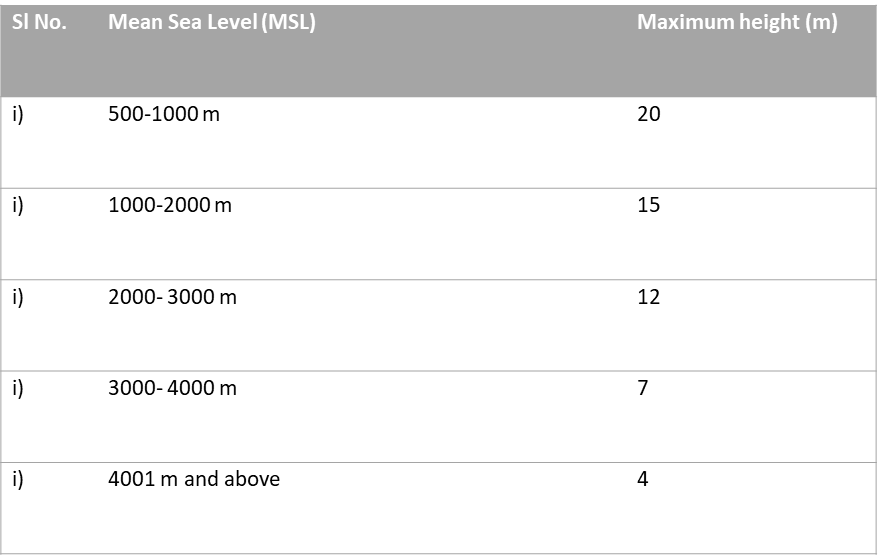 Sl No. Mean Sea Level (MSL) Maximum height (m)
i) 500-1000 m 20
i) 1000-2000 m 15
i) 2000- 3000 m 12
i) 3000- 4000 m 7
i) 4001 m and above 4